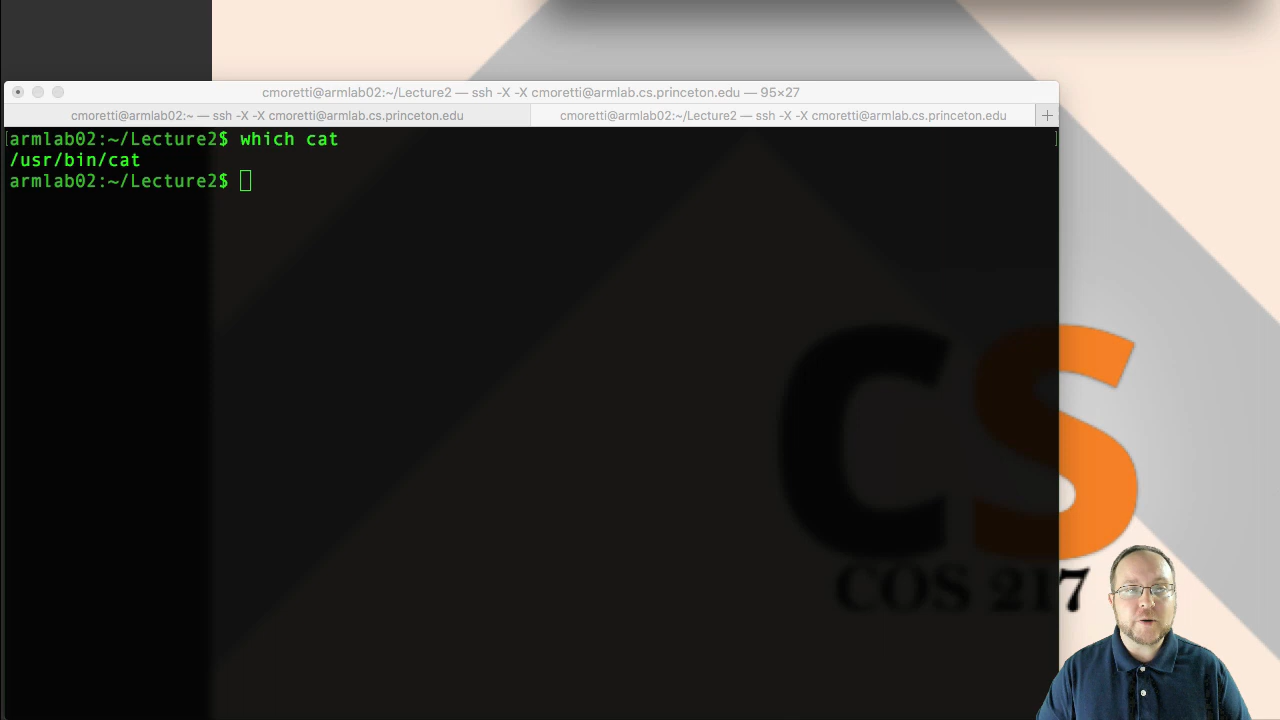 cmoretti@armlab02:~/Lecture2 — ssh -X -X cmoretti@armlab.cs.princeton.edu — 95×27
cmoretti@armlab02:~ — ssh -X -X cmoretti@armlab.cs.princeton.edu
cmoretti@armlab02:~/Lecture2 — ssh -X -X cmoretti@armlab.cs.princeton.edu
[armlab02:~/Lecture2$ which cat ]
/usr/bin/cat
armlab02:~/Lecture2$
CS
COS 217